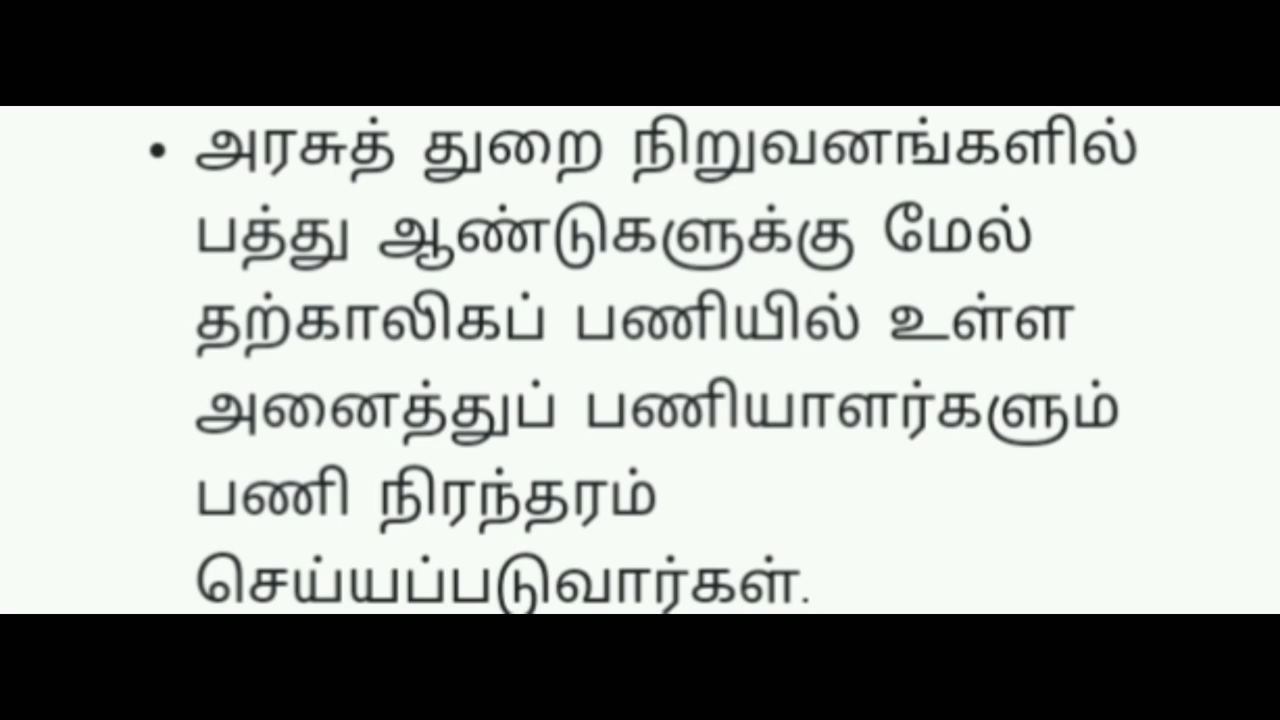 • அரசுத் துறை நிறுவனங்களில்
பத்து ஆண்டுகளுக்கு மேல்
தற்காலிகப் பணியில் உள்ள
அனைத்துப் பணியாளர்களும்
பணி நிரந்தரம்
செய்யப்படுவார்கள்.